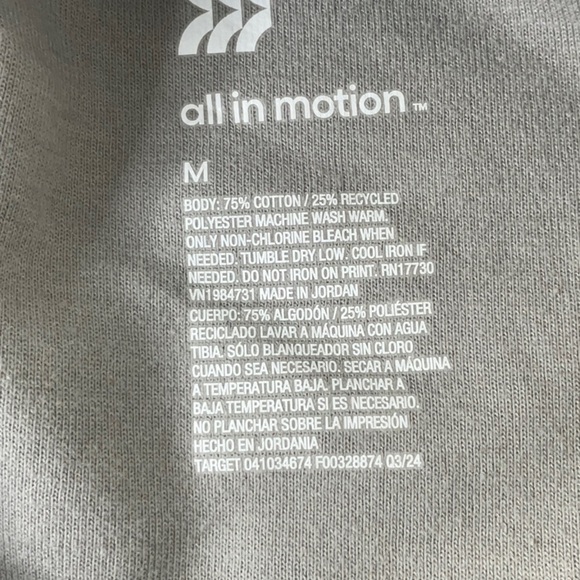 all in motion™
M
BODY: 75% COTTON / 25% RECYCLED
POLYESTER MACHINE WASH WARM.
ONLY NON-CHLORINE BLEACH WHEN
NEEDED. TUMBLE DRY LOW. COOL IRON IF
NEEDED. DO NOT IRON ON PRINT. RN17730
VN1984731 MADE IN JORDAN
CUERPO: 75% ALGODÓN / 25% POLIÉSTER
RECICLADO LAVAR A MÁQUINA CON AGUA
TIBIA. SÓLO BLANQUEADOR SIN CLORO
CUANDO SEA NECESARIO. SECAR A MÁQUINA
A TEMPERATURA BAJA. PLANCHAR A
BAJA TEMPERATURA SI ES NECESARIO.
NO PLANCHAR SOBRE LA IMPRESIÓN
HECHO EN JORDANIA
TARGET 041034674 F00328874 Q3/24